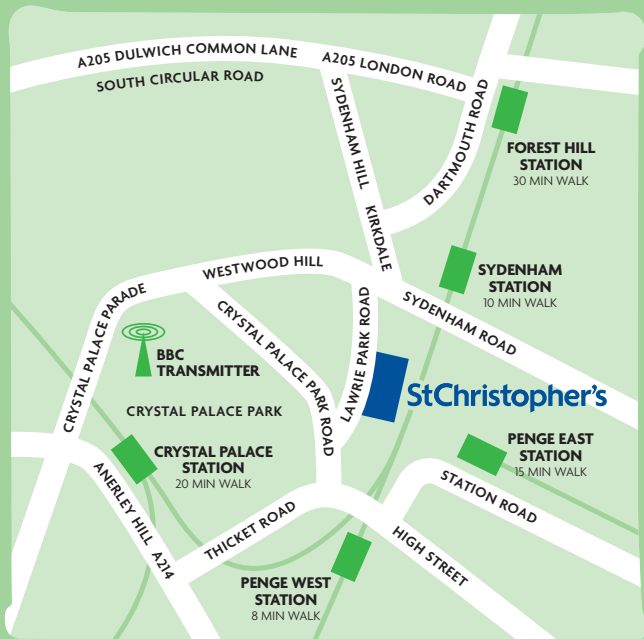 A205 DULWICH COMMON LANE
A205 LONDON ROAD
SOUTH CIRCULAR ROAD
SYDENHAM HILL
KIRKDALE
DARTMOUTH ROAD
FOREST HILL
STATION
30 MIN WALK
WESTWOOD HILL
SYDENHAM
STATION
10 MIN WALK
CRYSTAL PALACE PARADE
CRYSTAL PALACE PARK ROAD
LAWRIE PARK ROAD
SYDENHAM ROAD
BBC
TRANSMITTER
StChristopher's
CRYSTAL PALACE PARK
CRYSTAL PALACE
STATION
20 MIN WALK
PENGE EAST
STATION
15 MIN WALK
STATION ROAD
ANERLEY HILL A214
THICKET ROAD
HIGH STREET
PENGE WEST
STATION
8 MIN WALK